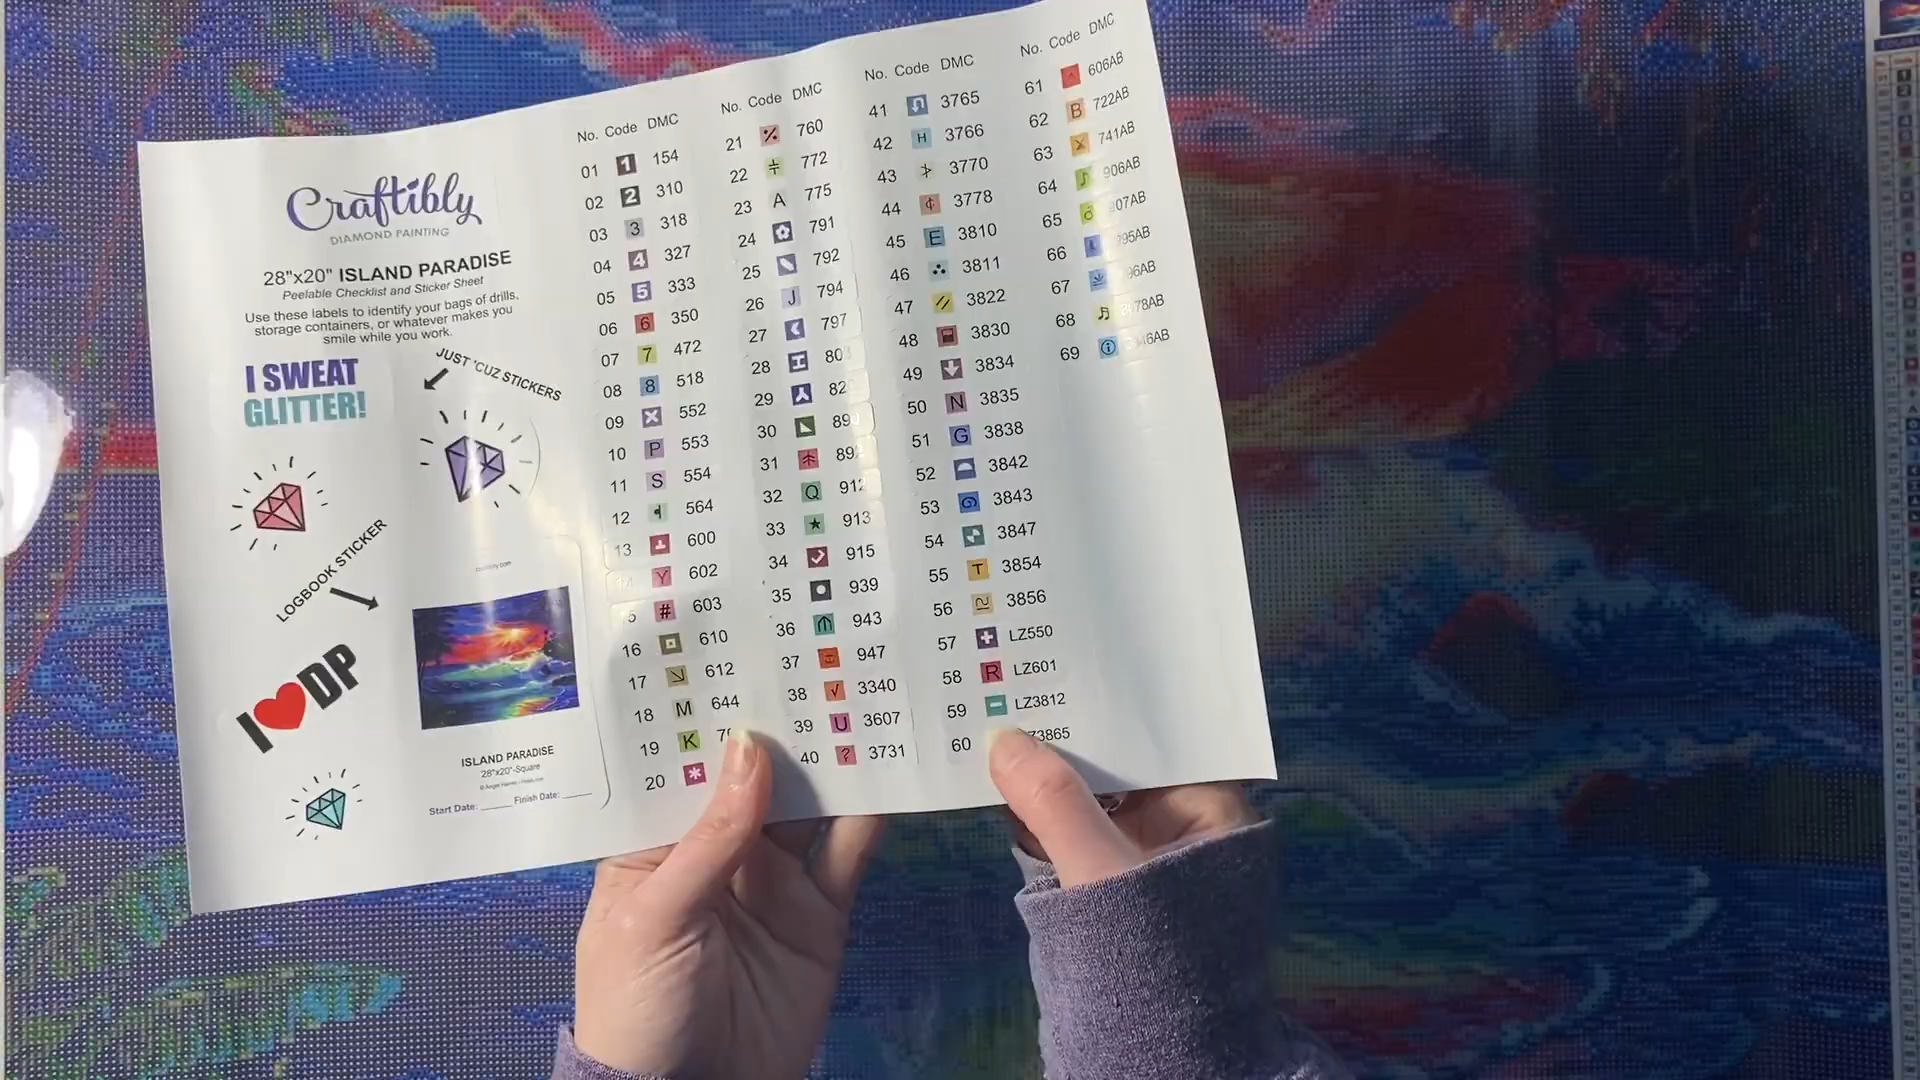 Craftibly
DIAMOND PAINTING
28"x20" ISLAND PARADISE
Peelable Checklist and Sticker Sheet
Use these labels to identify your bags of drills,
storage containers, or whatever makes you
smile while you work.
I SWEAT
GLITTER!
JUST 'CUZ STICKERS
LOGBOOK STICKER
I DP
craftibly.com
ISLAND PARADISE
28"x20"-Square
Start Date: ______ Finish Date: _____
No. Code DMC
01 1 154
02 2 310
03 3 318
04 4 327
05 5 333
06 6 350
07 7 472
08 8 518
09 552
10 P 553
11 S 554
12 564
13 600
14 Y 602
15 # 603
16 610
17 612
18 M 644
19 K
20 *
No. Code DMC
21 760
22 772
23 A 775
24 791
25 792
26 J 794
27 797
28
29
30
31
32 Q 912
33 ★ 913
34 915
35 939
36 943
37 947
38 √ 3340
39 U 3607
40 ? 3731
No. Code DMC
41 3765
42 H 3766
43 3770
44 ¢ 3778
45 E 3810
46 3811
47 3822
48 3830
49 3834
50 N 3835
51 G 3838
52 3842
53 3843
54 3847
55 T 3854
56 3856
57 LZ550
58 R LZ601
59 LZ3812
60
No. Code DMC
61 606AB
62 B 722AB
63 741AB
64 906AB
65 907AB
66
67
68
69